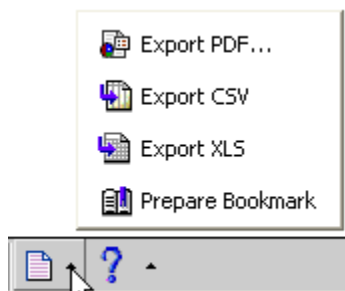 Export PDF...
Export CSV
Export XLS
Prepare Bookmark
?